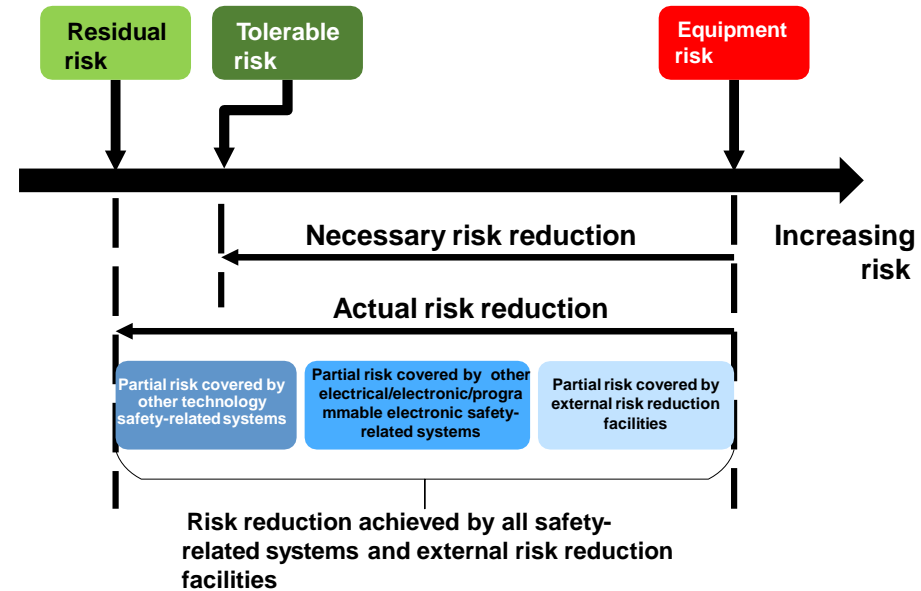 Residual
risk
Tolerable
risk
Equipment
risk
Necessary risk reduction
Increasing
risk
Actual risk reduction
Partial risk covered by
other technology
safety-related systems
Partial risk covered by other
electrical/electronic/progra
mmable electronic safety-
related systems
Partial risk covered by
external risk reduction
facilities
Risk reduction achieved by all safety-
related systems and external risk reduction
facilities